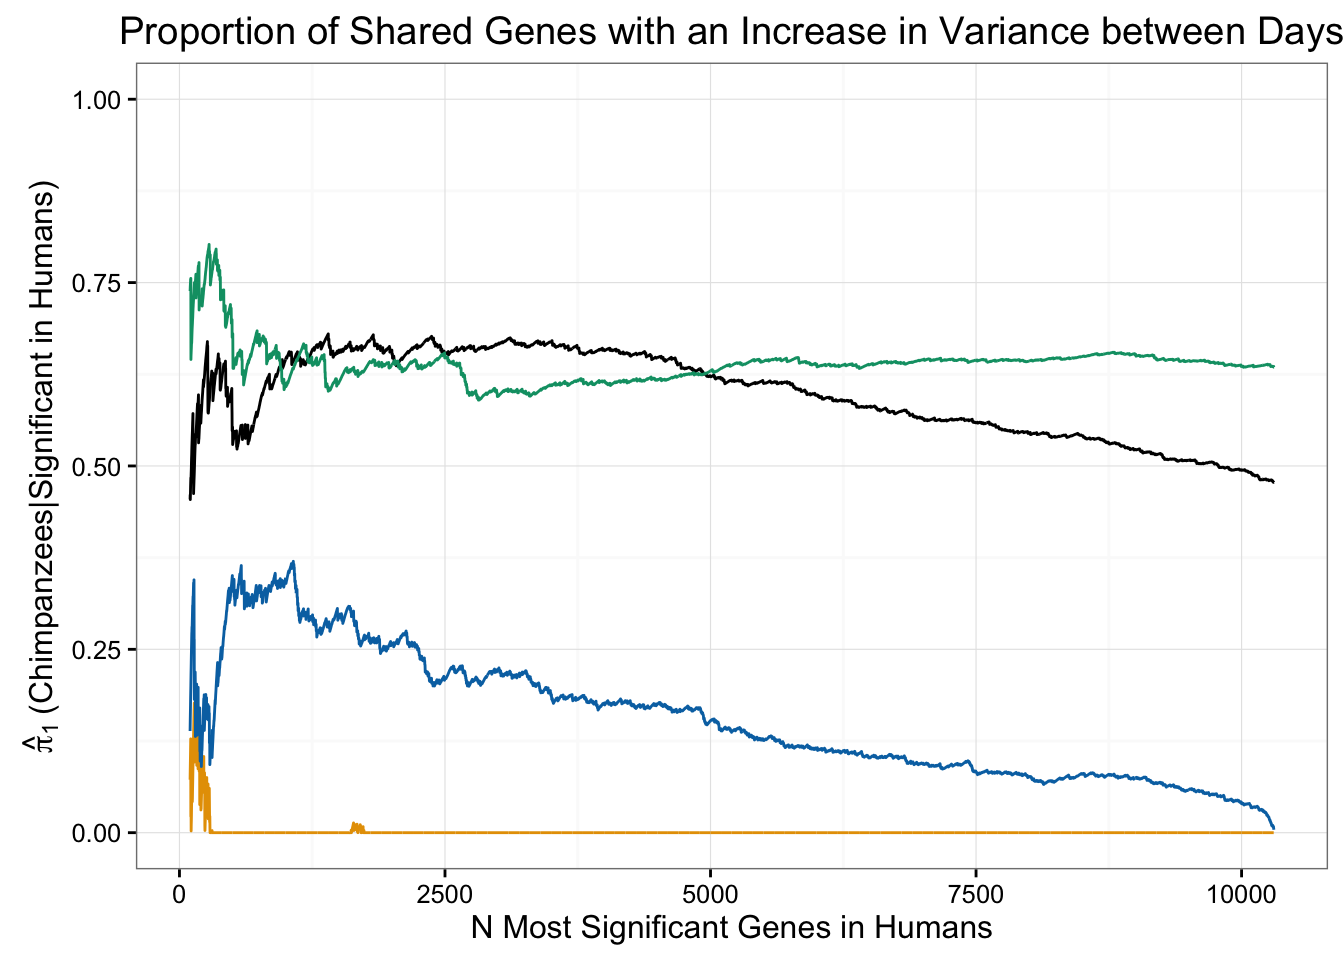 Proportion of Shared Genes with an Increase in Variance between Days
π̂₁ (Chimpanzees|Significant in Humans)
1.00
0.75
0.50
0.25
0.00
0 2500 5000 7500 10000
N Most Significant Genes in Humans